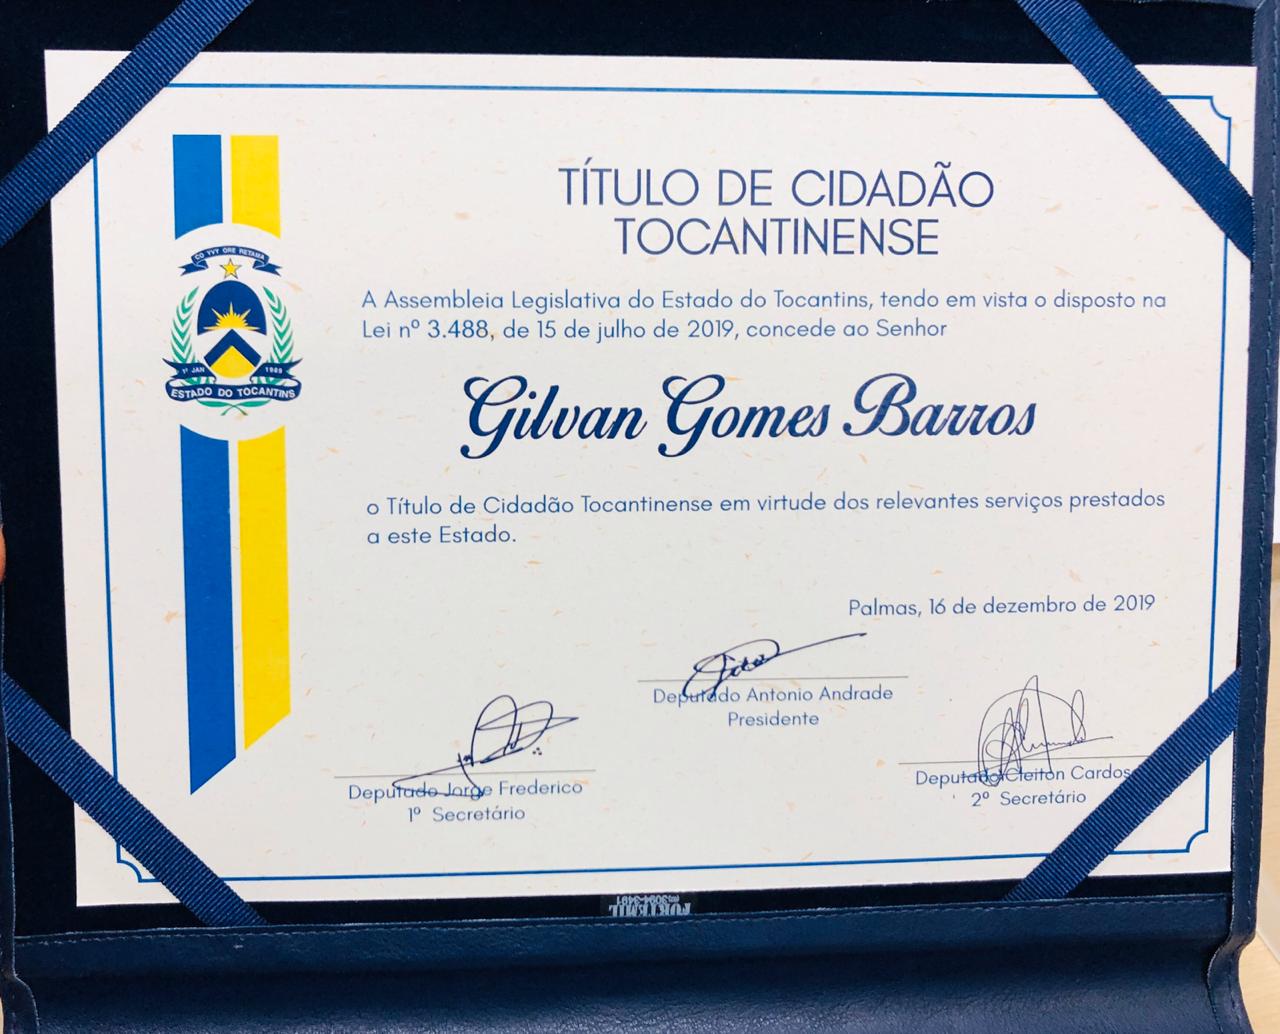 TÍTULO DE CIDADÃO
TOCANTINENSE
CO YVY ORE RETAMA
1º JAN 1989
ESTADO DO TOCANTINS
A Assembleia Legislativa do Estado do Tocantins, tendo em vista o disposto na
Lei nº 3.488, de 15 de julho de 2019, concede ao Senhor
Gilvan Gomes Barros
o Título de Cidadão Tocantinense em virtude dos relevantes serviços prestados
a este Estado.
Palmas, 16 de dezembro de 2019
Deputado Antonio Andrade
Presidente
Deputado Jorge Frederico
1º Secretário
Deputado Cleiton Cardos
2º Secretário
3094-3491